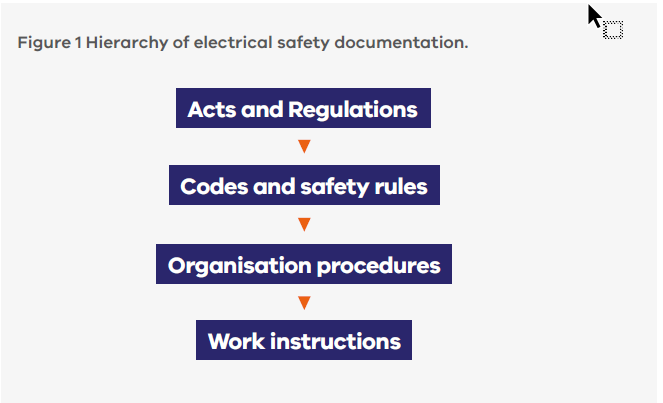 Figure 1 Hierarchy of electrical safety documentation.
Acts and Regulations
Codes and safety rules
Organisation procedures
Work instructions